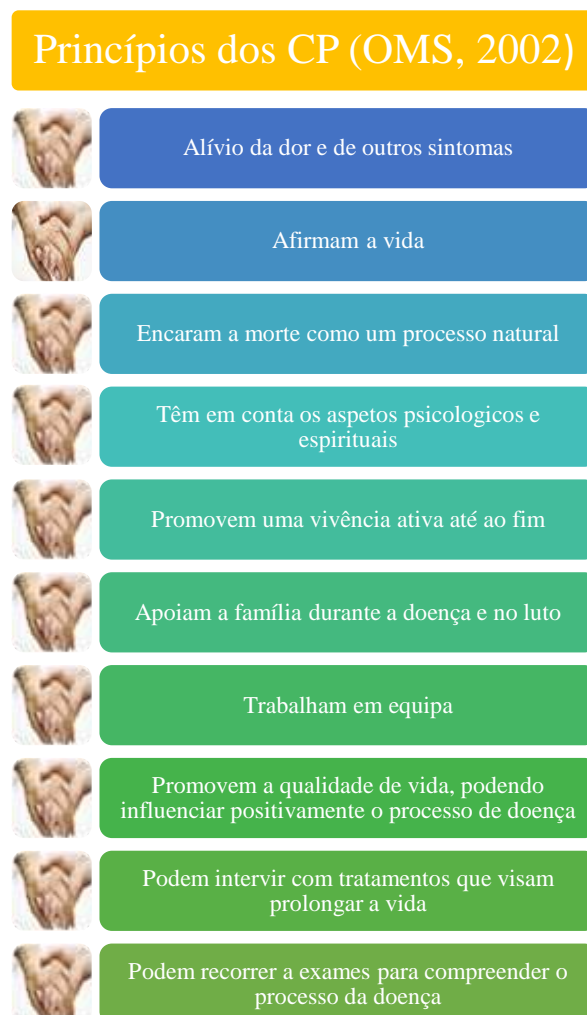 Princípios dos CP (OMS, 2002)
Alívio da dor e de outros sintomas
Afirmam a vida
Encaram a morte como um processo natural
Têm em conta os aspetos psicologicos e
espirituais
Promovem uma vivência ativa até ao fim
Apoiam a família durante a doença e no luto
Trabalham em equipa
Promovem a qualidade de vida, podendo
influenciar positivamente o processo de doença
Podem intervir com tratamentos que visam
prolongar a vida
Podem recorrer a exames para compreender o
processo da doença